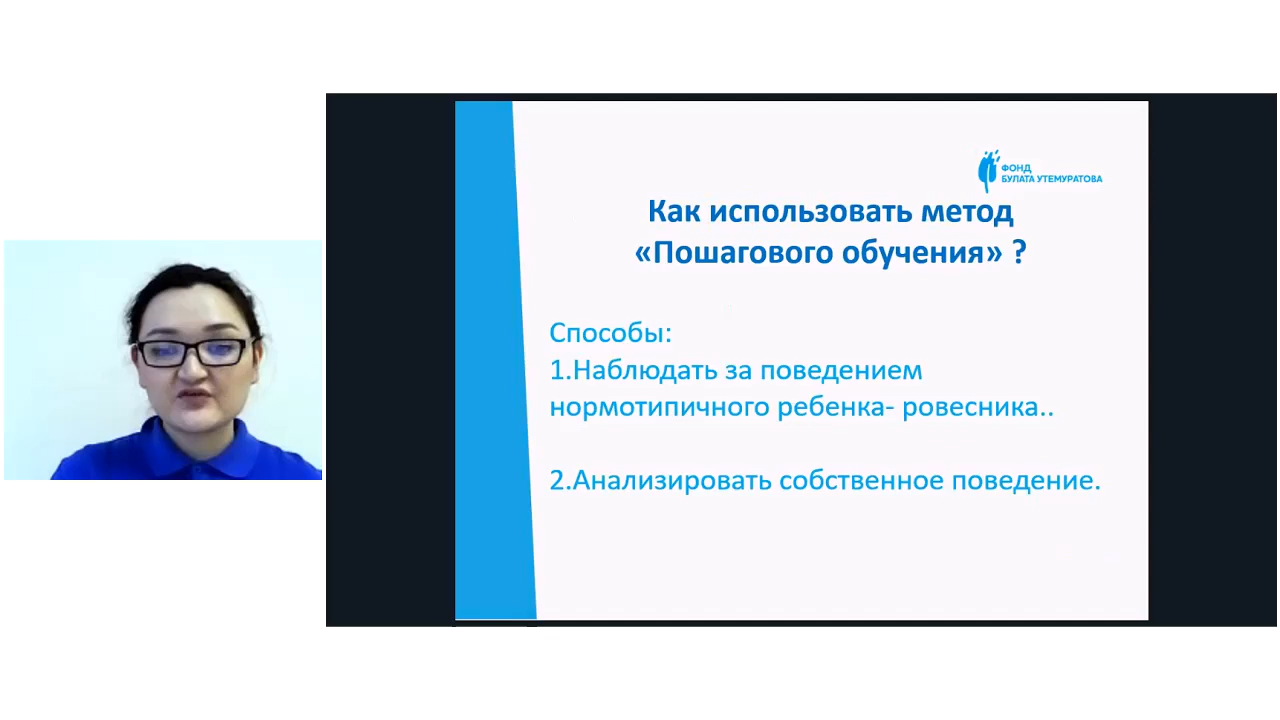 ФОНД
БУЛАТА УТЕМУРАТОВА
Как использовать метод
«Пошагового обучения» ?
Способы:
1.Наблюдать за поведением
нормотипичного ребенка- ровесника..
2.Анализировать собственное поведение.